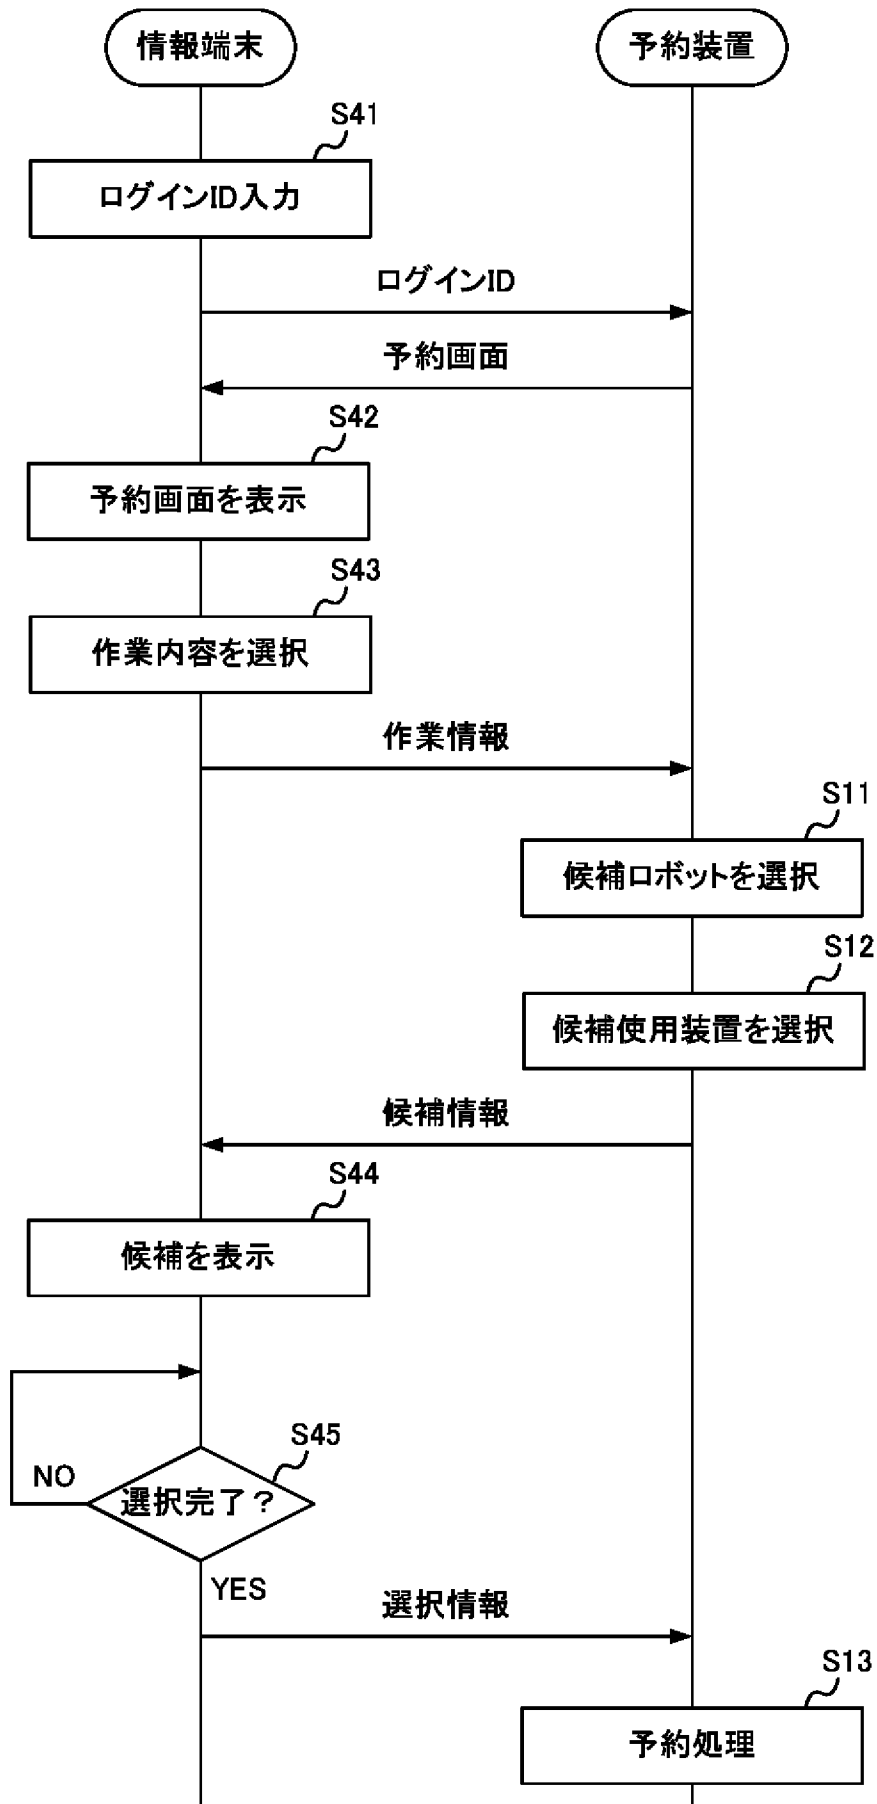 情報端末
予約装置
S41
ログインID入力
ログインID
予約画面
S42
予約画面を表示
S43
作業内容を選択
作業情報
S11
候補ロボットを選択
S12
候補使用装置を選択
候補情報
S44
候補を表示
S45
NO
選択完了？
YES
選択情報
S13
予約処理